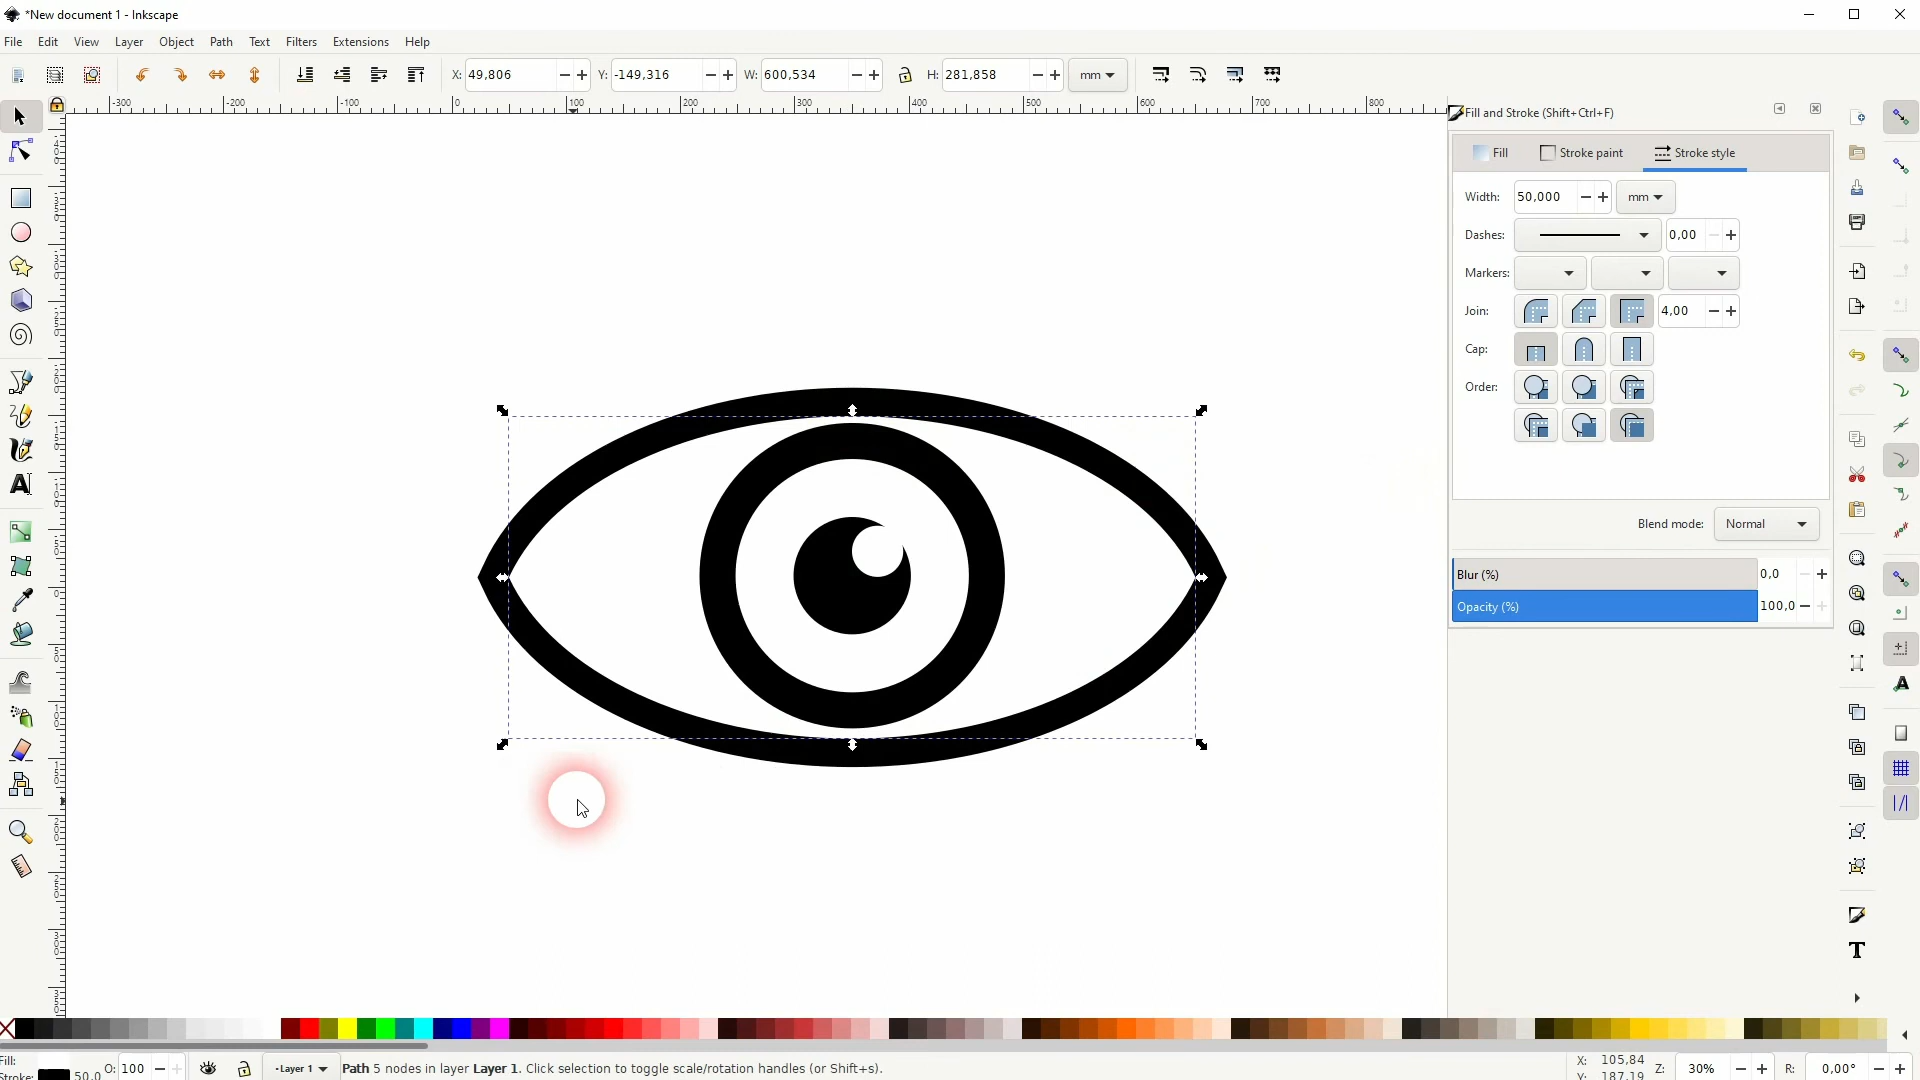 *New document 1 - Inkscape
File Edit View Layer Object Path Text Filters Extensions Help
X: 49,806 Y: -149,316 W: 600,534 H: 281,858 mm
-300 -200 -100 0 100 200 300 400 500 600 700 800
Fill and Stroke (Shift+Ctrl+F)
Fill Stroke paint Stroke style
Width: 50,000 mm
Dashes: 0,00
Markers:
Join: 4,00
Cap:
Order:
Blend mode: Normal
Blur (%) 0,0
Opacity (%) 100,0
Fill:
Stroke: 50,0 O: 100 Layer 1 Path 5 nodes in layer Layer 1. Click selection to toggle scale/rotation handles (or Shift+s).
X: 105,84
Y: 187,19
Z: 30% R: 0,00°